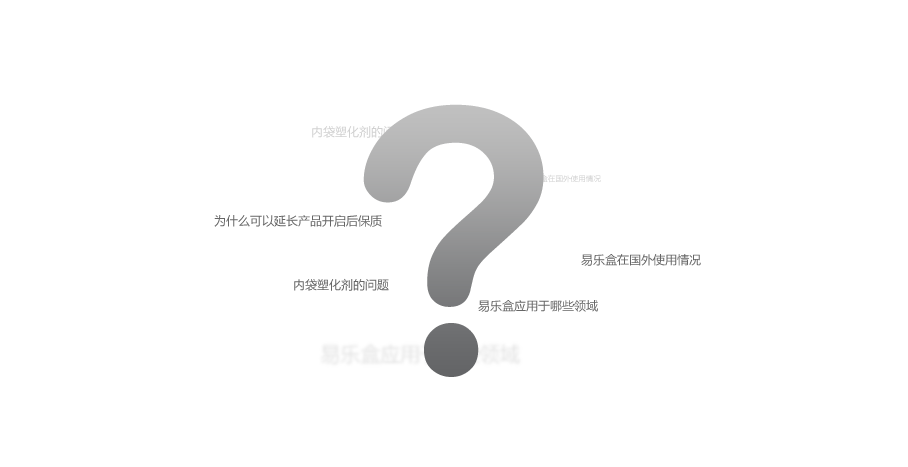 内袋塑化剂的
在国外使用情况
为什么可以延长产品开启后保质
易乐盒在国外使用情况
内袋塑化剂的问题
易乐盒应用于哪些领域
易乐盒应用 领域